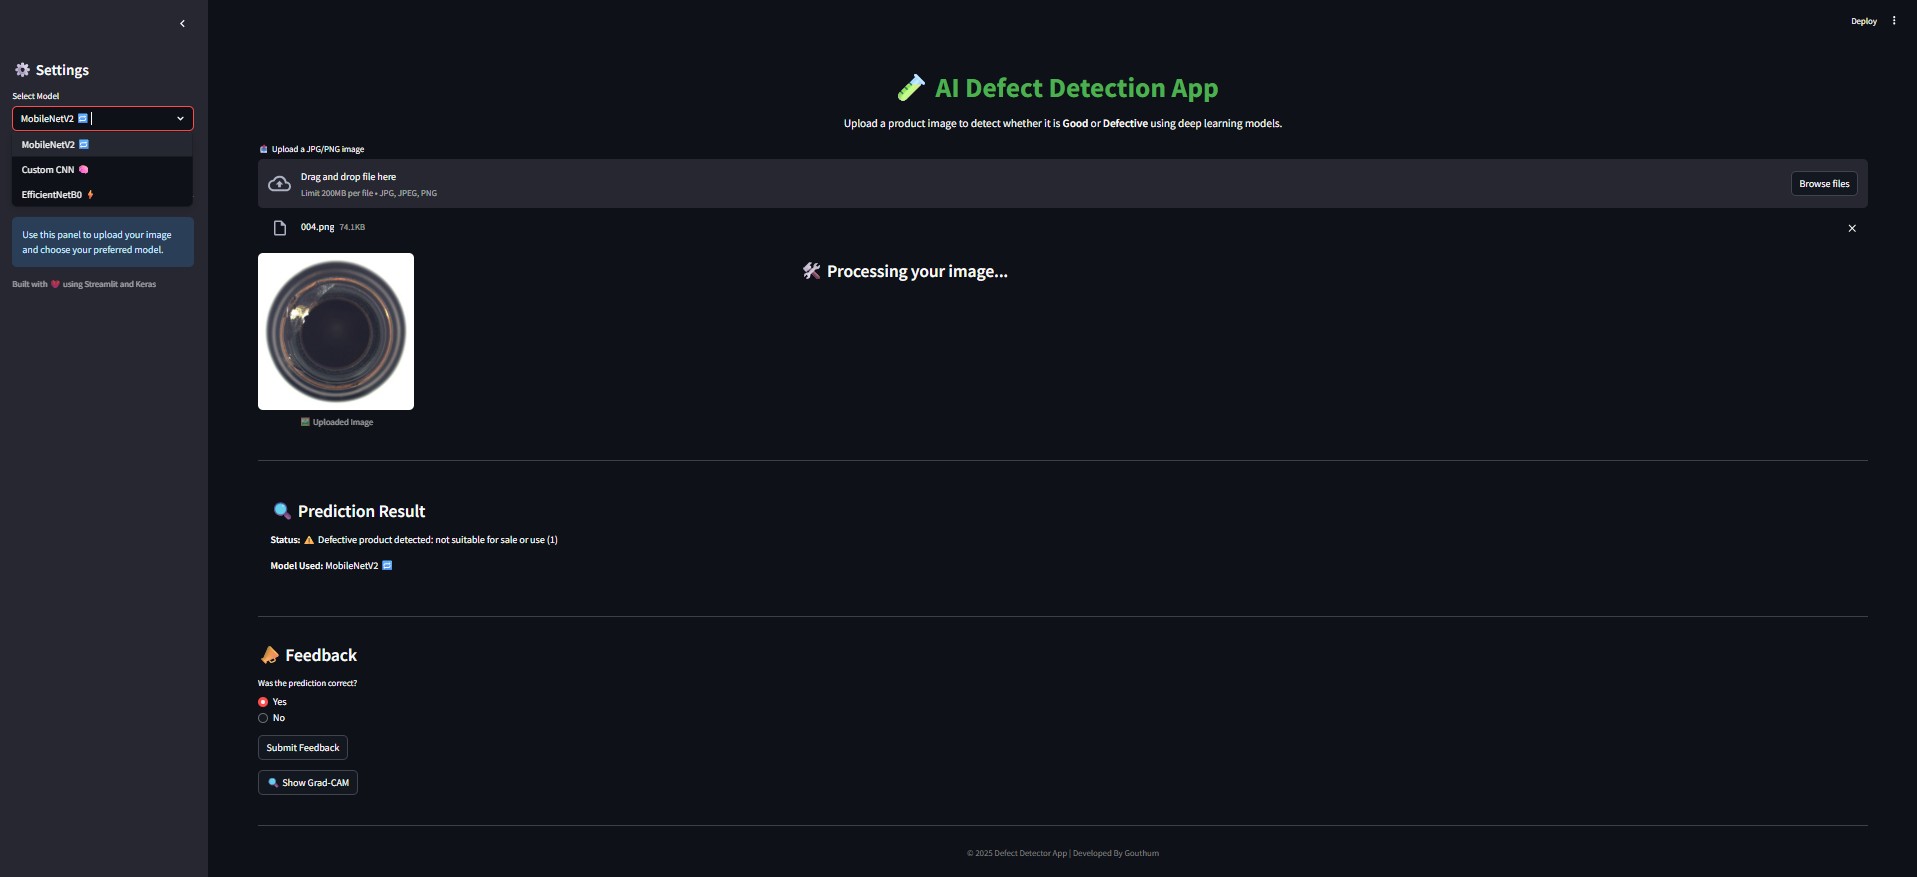 Deploy
Settings
Select Model
MobileNetV2
MobileNetV2
Custom CNN
EfficientNetB0
Use this panel to upload your image
and choose your preferred model.
Built with ❤️ using Streamlit and Keras
AI Defect Detection App
Upload a product image to detect whether it is Good or Defective using deep learning models.
Upload a JPG/PNG image
Drag and drop file here
Limit 200MB per file • JPG, JPEG, PNG
Browse files
004.png 74.1KB
Processing your image...
Uploaded Image
Prediction Result
Status: ⚠️ Defective product detected: not suitable for sale or use (1)
Model Used: MobileNetV2
Feedback
Was the prediction correct?
Yes
No
Submit Feedback
Show Grad-CAM
© 2025 Defect Detector App | Developed By Gouthum